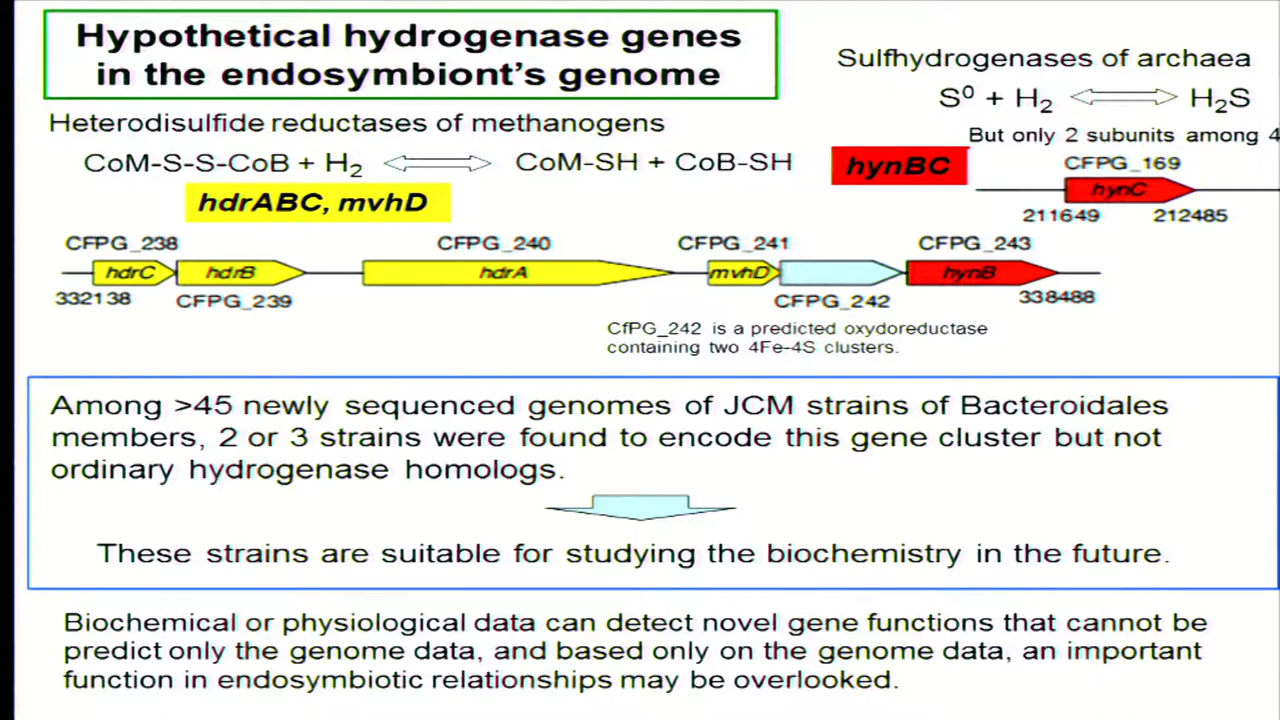 Hypothetical hydrogenase genes
in the endosymbiont's genome
Sulfhydrogenases of archaea
S⁰ + H₂ ⟺ H₂S
But only 2 subunits among 4
Heterodisulfide reductases of methanogens
CoM-S-S-CoB + H₂ ⟺ CoM-SH + CoB-SH
hynBC
CFPG_169
hynC
211649 212485
hdrABC, mvhD
CFPG_238 CFPG_240 CFPG_241 CFPG_243
hdrC hdrB hdrA mvhD hynB
332138 CFPG_239 CFPG_242 338488
CfPG_242 is a predicted oxydoreductase
containing two 4Fe-4S clusters.
Among >45 newly sequenced genomes of JCM strains of Bacteroidales
members, 2 or 3 strains were found to encode this gene cluster but not
ordinary hydrogenase homologs.
These strains are suitable for studying the biochemistry in the future.
Biochemical or physiological data can detect novel gene functions that cannot be
predict only the genome data, and based only on the genome data, an important
function in endosymbiotic relationships may be overlooked.